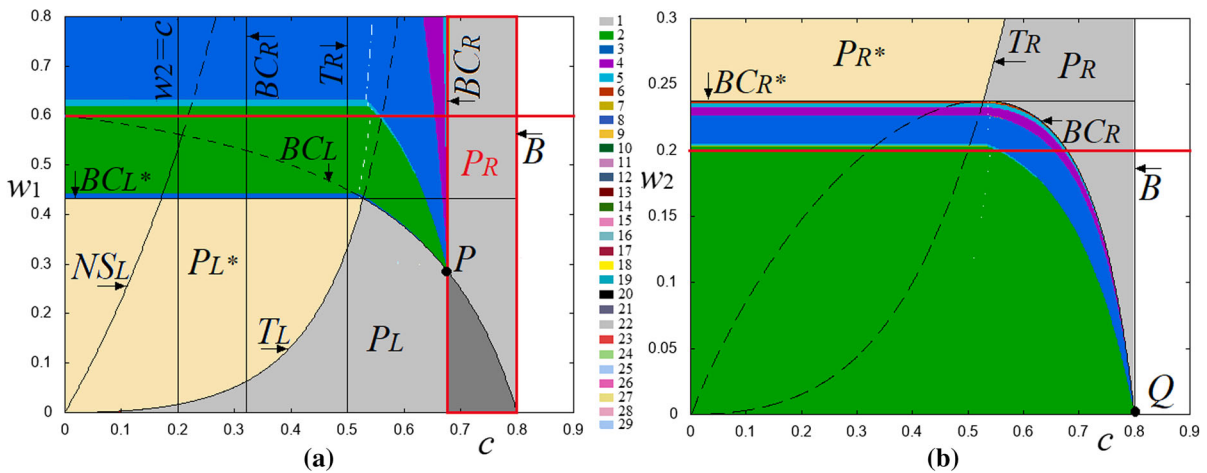 0.8
0.7
0.6
0.5
w1
0.4
0.3
0.2
0.1
0
w2=c
BCR
TR
BCR
B
PR
BCL
BCL*
NSL
PL*
TL
PL
P
0 0.1 0.2 0.3 0.4 0.5 0.6 0.7 0.8 0.9
c
(a)
1
2
3
4
5
6
7
8
9
10
11
12
13
14
15
16
17
18
19
20
21
22
23
24
25
26
27
28
29
0.3
0.25
0.2
w2
0.15
0.1
0.05
0
PR*
TR
PR
BCR*
BCR
B
Q
0 0.1 0.2 0.3 0.4 0.5 0.6 0.7 0.8 0.9
c
(b)